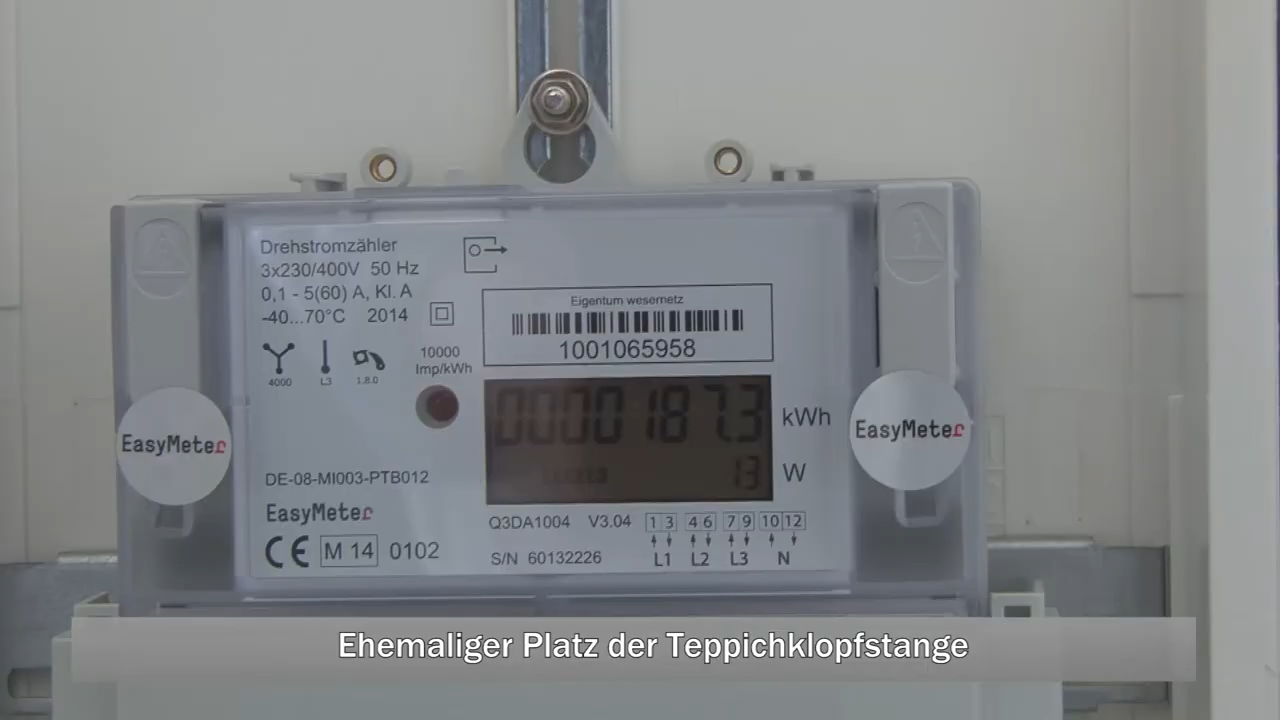 Drehstromzähler
3x230/400V 50 Hz
0,1 - 5(60) A, Kl. A
-40...70°C 2014
4000
L3
1.8.0
10000
Imp/kWh
Eigentum wesernetz
1001065958
0000187.3 kWh
13 W
EasyMeter
EasyMeter
DE-08-MI003-PTB012
EasyMeter
CE M 14 0102
Q3DA1004 V3.04
S/N 60132226
1 3 4 6 7 9 10 12
L1 L2 L3 N
Ehemaliger Platz der Teppichklopfstange